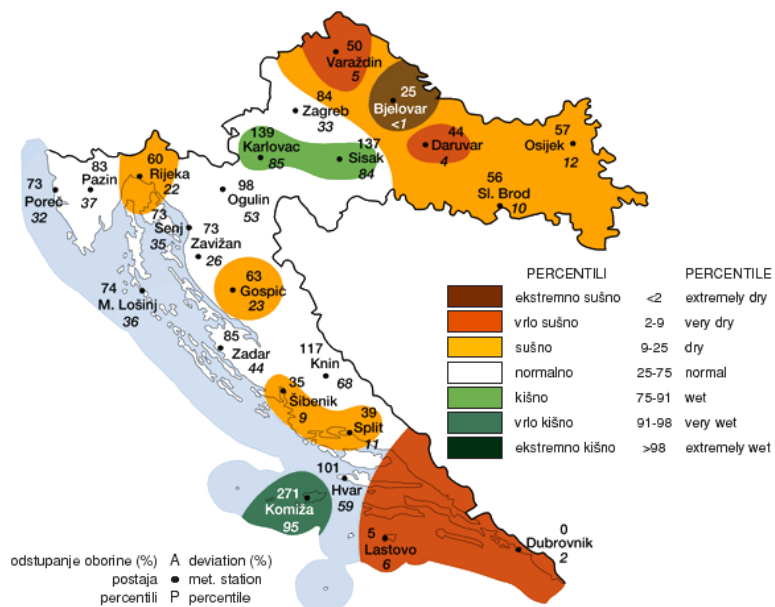 50
Varaždin
5
25
Bjelovar
<1
84
Zagreb
33
139
Karlovac
85
137
Sisak
84
44
Daruvar
4
57
Osijek
12
56
Sl. Brod
10
60
Rijeka
22
83
Pazin
37
73
Poreč
32
98
Ogulin
53
73
Senj
35
73
Zavižan
26
63
Gospić
23
74
M. Lošinj
36
85
Zadar
44
117
Knin
68
35
Šibenik
9
39
Split
11
101
Hvar
59
271
Komiža
95
5
Lastovo
6
0
Dubrovnik
2
PERCENTILI PERCENTILE
ekstremno sušno <2 extremely dry
vrlo sušno 2-9 very dry
sušno 9-25 dry
normalno 25-75 normal
kišno 75-91 wet
vrlo kišno 91-98 very wet
ekstremno kišno >98 extremely wet
odstupanje oborine (%) A deviation (%)
postaja met. station
percentili P percentile